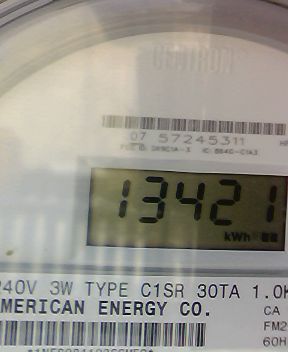 CENTRON
07 57245311
13421
kWh
240V 3W TYPE C1SR 30TA 1.0K
AMERICAN ENERGY CO.
CA
FM2
60H